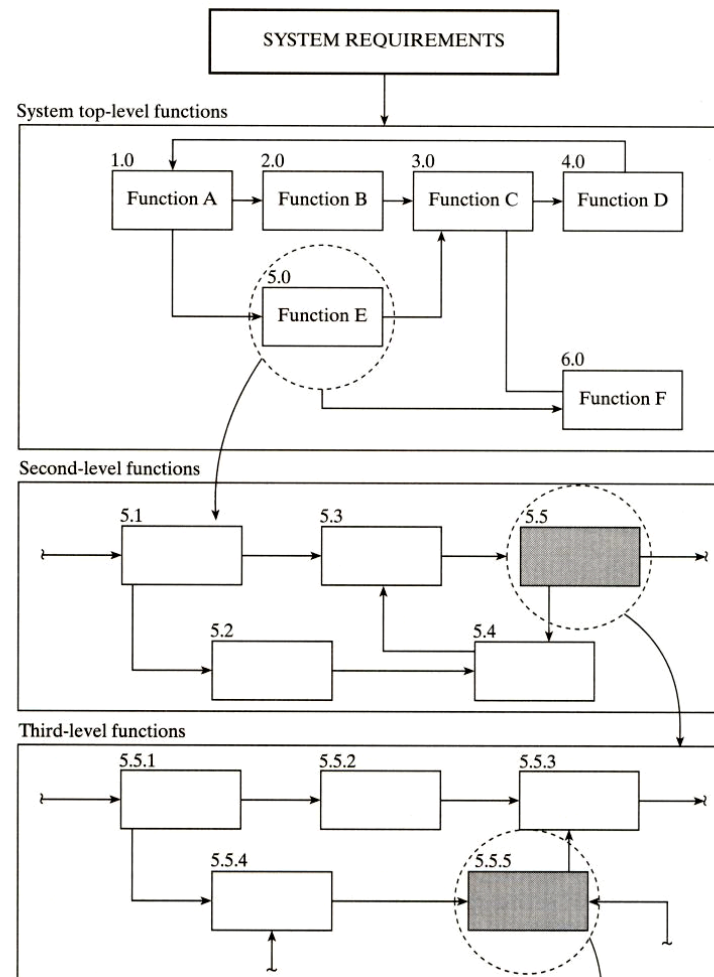 SYSTEM REQUIREMENTS
System top-level functions
1.0
2.0
3.0
4.0
Function A
Function B
Function C
Function D
5.0
Function E
6.0
Function F
Second-level functions
5.1
5.3
5.5
5.2
5.4
Third-level functions
5.5.1
5.5.2
5.5.3
5.5.4
5.5.5